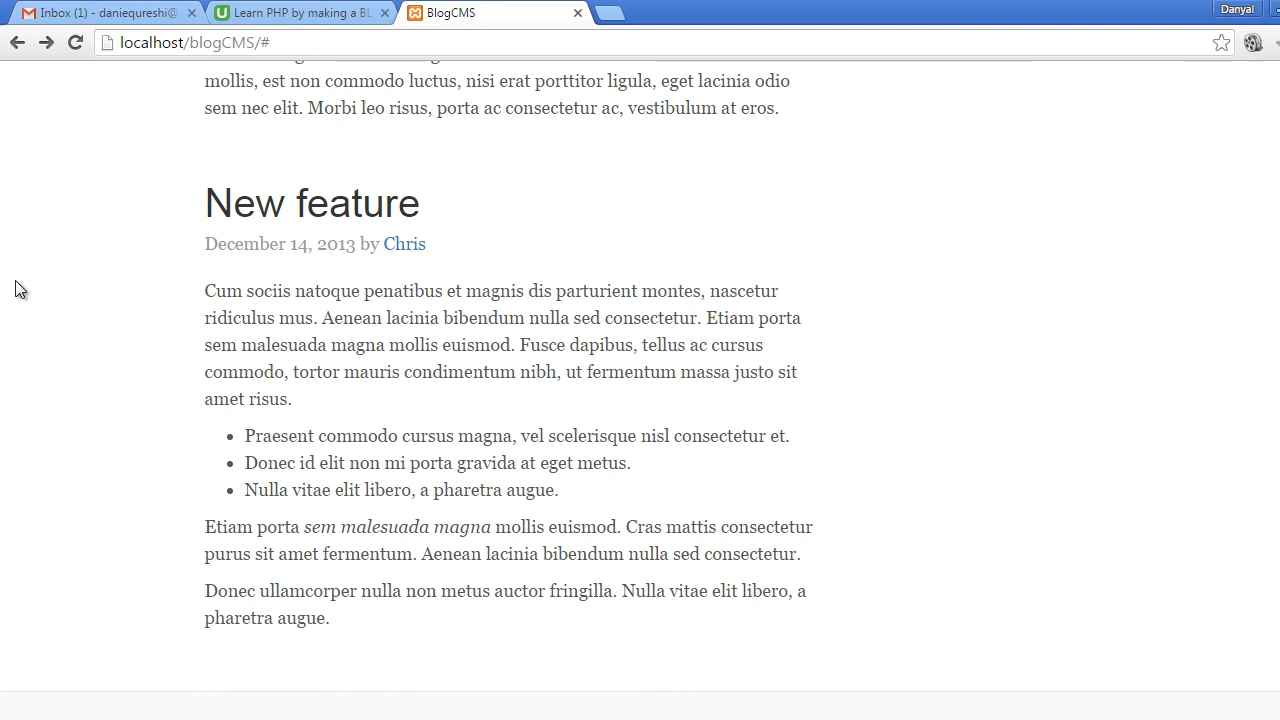 Inbox (1) - daniequreshi@
Learn PHP by making a BL
BlogCMS
Danyal
localhost/blogCMS/#
mollis, est non commodo luctus, nisi erat porttitor ligula, eget lacinia odio
sem nec elit. Morbi leo risus, porta ac consectetur ac, vestibulum at eros.
New feature
December 14, 2013 by Chris
Cum sociis natoque penatibus et magnis dis parturient montes, nascetur
ridiculus mus. Aenean lacinia bibendum nulla sed consectetur. Etiam porta
sem malesuada magna mollis euismod. Fusce dapibus, tellus ac cursus
commodo, tortor mauris condimentum nibh, ut fermentum massa justo sit
amet risus.
• Praesent commodo cursus magna, vel scelerisque nisl consectetur et.
• Donec id elit non mi porta gravida at eget metus.
• Nulla vitae elit libero, a pharetra augue.
Etiam porta sem malesuada magna mollis euismod. Cras mattis consectetur
purus sit amet fermentum. Aenean lacinia bibendum nulla sed consectetur.
Donec ullamcorper nulla non metus auctor fringilla. Nulla vitae elit libero, a
pharetra augue.